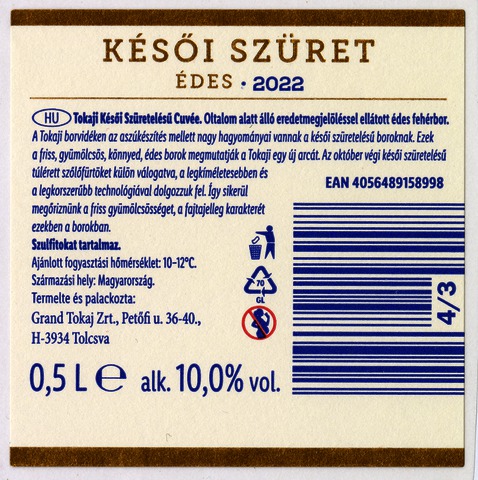 KÉSŐI SZÜRET
ÉDES • 2022
HU Tokaji Késői Szüretelésű Cuvée. Oltalom alatt álló eredetmegjelöléssel ellátott édes fehérbor.
A Tokaji borvidéken az aszúkészítés mellett nagy hagyományai vannak a késői szüretelésű boroknak. Ezek
a friss, gyümölcsös, könnyed, édes borok megmutatják a Tokaji egy új arcát. Az október végi késői szüretelésű
túlérett szőlőfürtöket külön válogatva, a legkíméletesebben és
a legkorszerűbb technológiával dolgozzuk fel. Így sikerül
megőriznünk a friss gyümölcsösséget, a fajtajelleg karakterét
ezekben a borokban.
Szulfitokat tartalmaz.
Ajánlott fogyasztási hőmérséklet: 10–12°C.
Származási hely: Magyarország.
Termelte és palackozta:
Grand Tokaj Zrt., Petőfi u. 36-40.,
H-3934 Tolcsva
0,5 L e alk. 10,0% vol.
EAN 4056489158998
70
GL
4/3